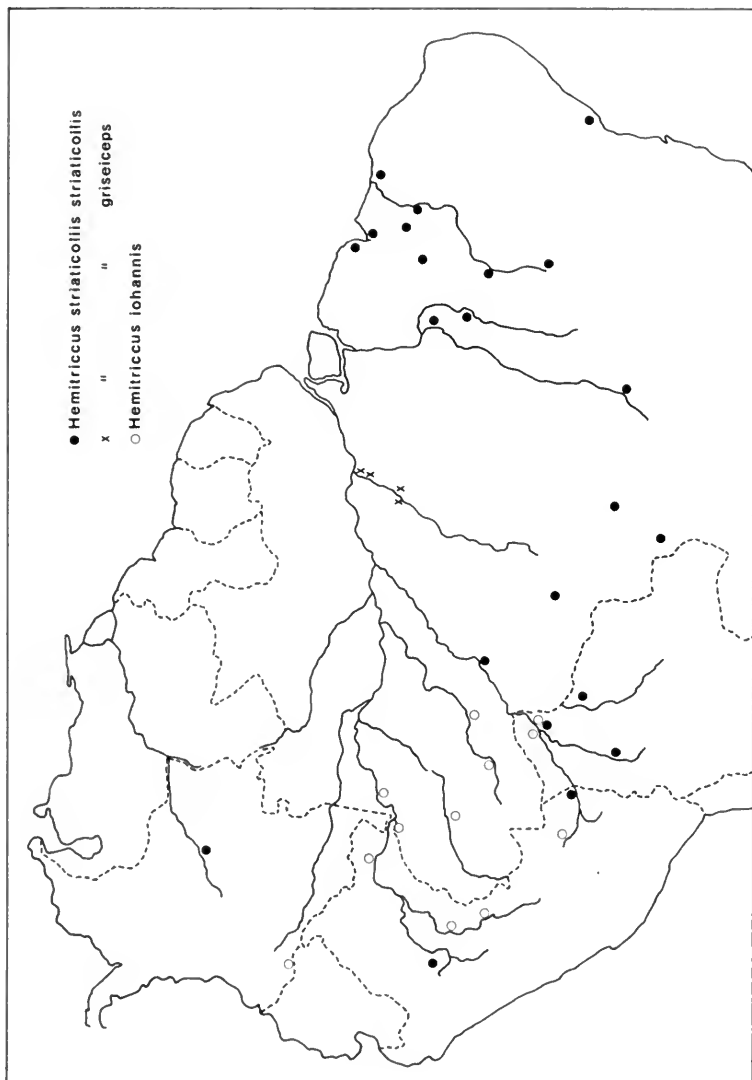 ● Hemitriccus striaticollis striaticollis
x " " griseiceps
○ Hemitriccus iohannis